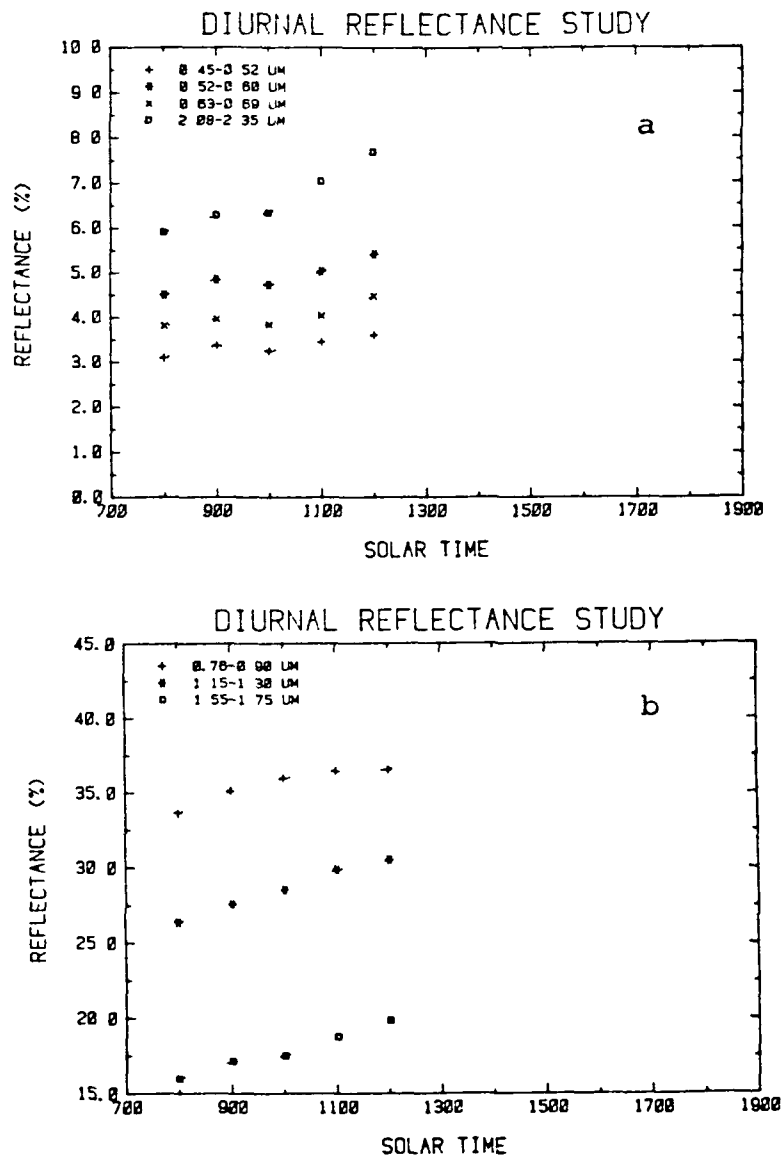 DIURNAL REFLECTANCE STUDY
10 0
9 0
8 0
7.0
6.0
5.0
4.0
3.0
2.0
1.0
0.0
REFLECTANCE (%)
+ 0 45-0 52 UM
* 0 52-0 60 UM
× 0 63-0 69 UM
□ 2 08-2 35 UM
a
700 900 1100 1300 1500 1700 1900
SOLAR TIME
DIURNAL REFLECTANCE STUDY
45.0
40.0
35.0
30 0
25 0
20 0
15.0
REFLECTANCE (%)
+ 0.76-0 90 UM
* 1 15-1 30 UM
□ 1 55-1 75 UM
b
700 900 1100 1300 1500 1700 1900
SOLAR TIME